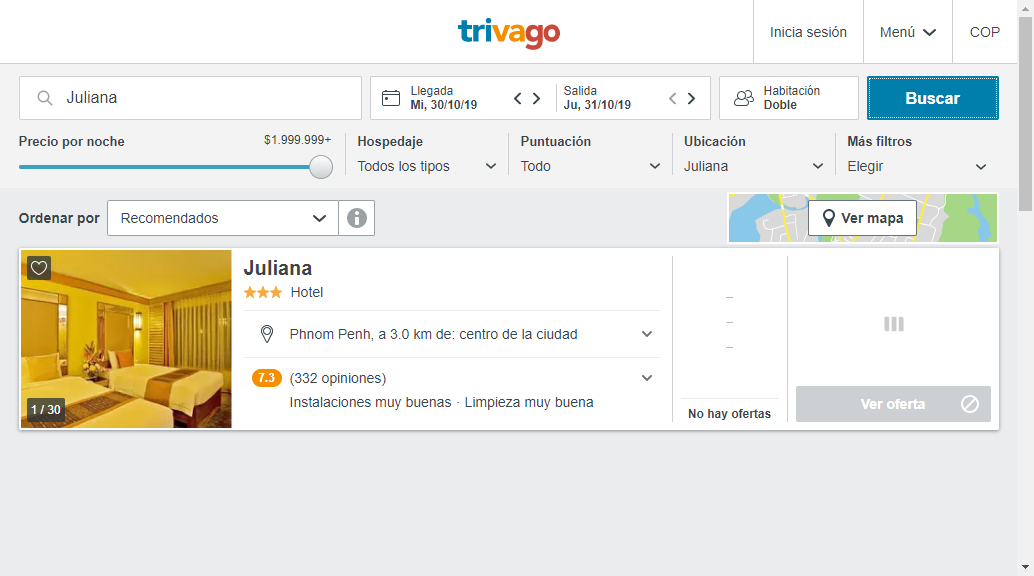 trivago
Inicia sesión
Menú
COP
Juliana
Llegada
Mi, 30/10/19
Salida
Ju, 31/10/19
Habitación
Doble
Buscar
Precio por noche
$1.999.999+
Hospedaje
Todos los tipos
Puntuación
Todo
Ubicación
Juliana
Más filtros
Elegir
Ordenar por
Recomendados
Ver mapa
Juliana
Hotel
Phnom Penh, a 3.0 km de: centro de la ciudad
7.3 (332 opiniones)
Instalaciones muy buenas · Limpieza muy buena
1 / 30
–
–
–
No hay ofertas
Ver oferta